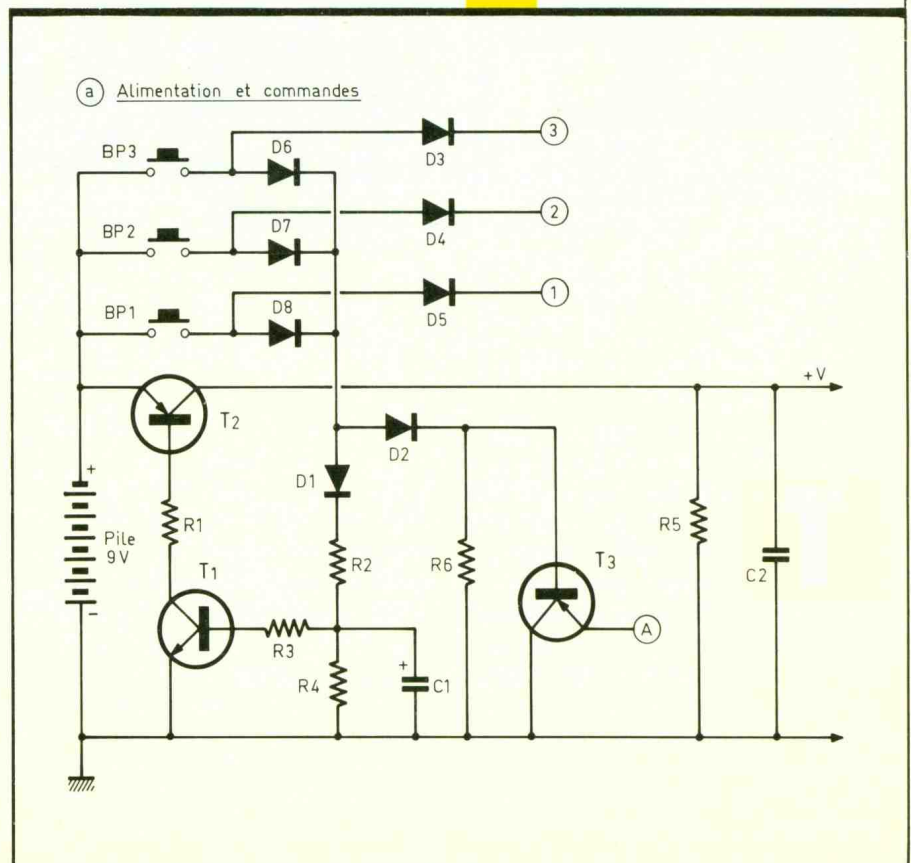 a Alimentation et commandes
BP3
D6
D3
3
BP2
D7
D4
2
BP1
D8
D5
1
+V
T2
D2
+
D1
R1
R5
Pile
9V
R2
R6
T3
C2
T1
-
A
R3
+
R4
C1